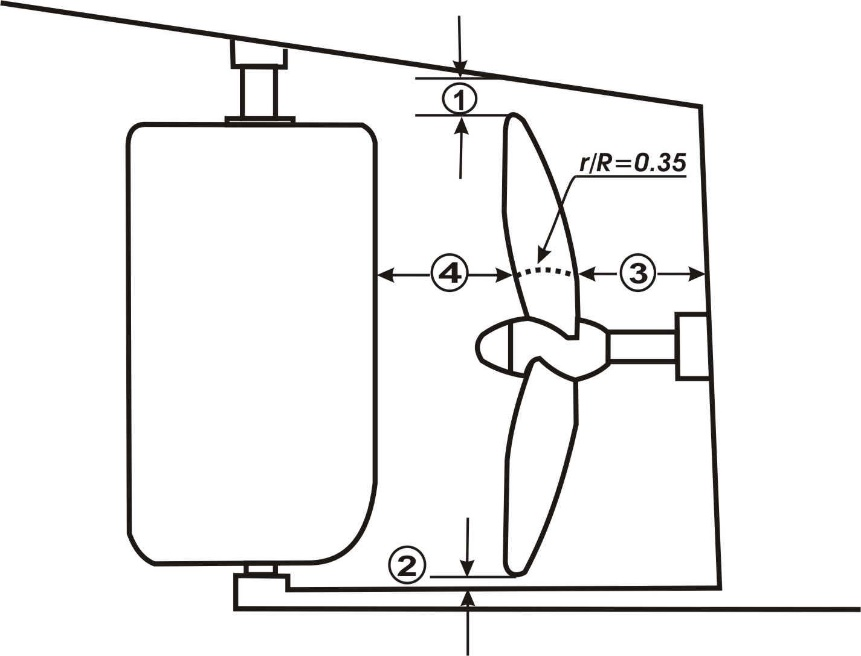 ①
r/R=0.35
④
③
②